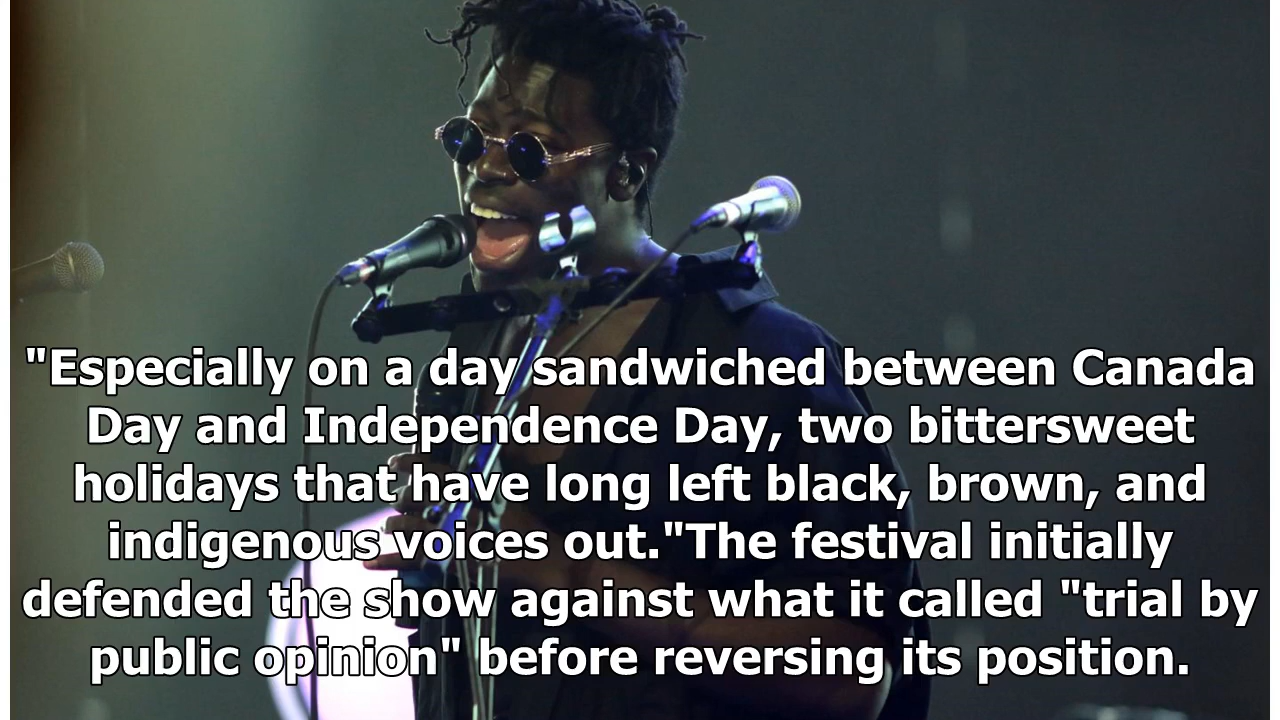 "Especially on a day sandwiched between Canada
Day and Independence Day, two bittersweet
holidays that have long left black, brown, and
indigenous voices out."The festival initially
defended the show against what it called "trial by
public opinion" before reversing its position.